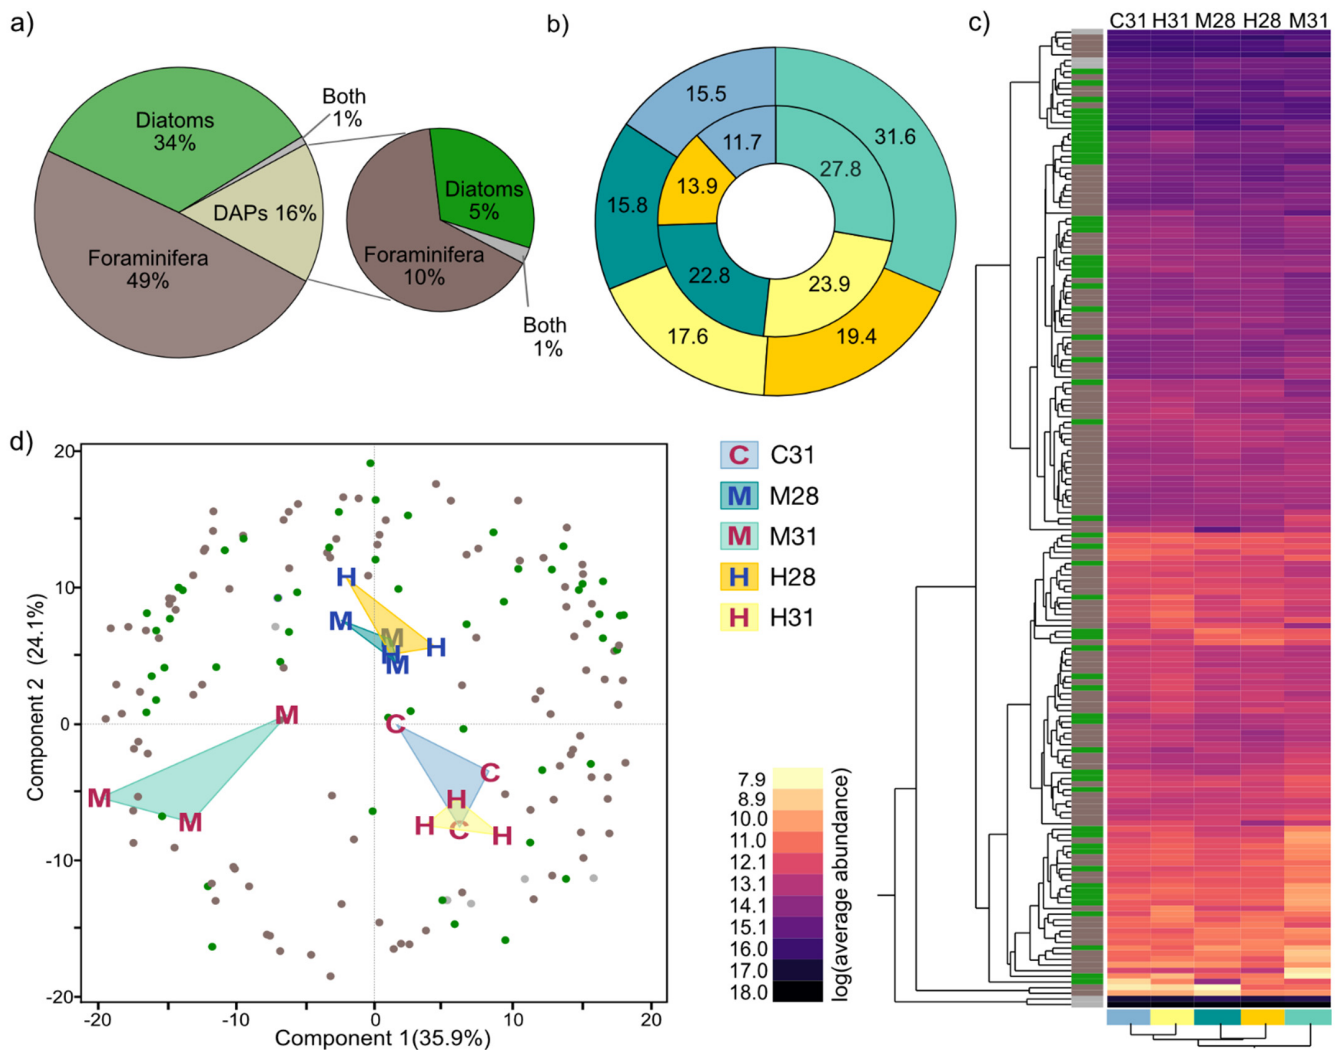 a)
Diatoms
34%
Both
1%
DAPs 16%
Foraminifera
49%
Diatoms
5%
Foraminifera
10%
Both
1%
b)
15.5
31.6
11.7
27.8
13.9
15.8
22.8
23.9
17.6
19.4
c)
C31 H31 M28 H28 M31
d)
20
10
0
-10
-20
Component 2 (24.1%)
H
M
M
H
H
M
M
C
C
M
M
H
H
C
H
-20
-10
0
10
20
Component 1(35.9%)
C C31
M M28
M M31
H H28
H H31
7.9
8.9
10.0
11.0
12.1
13.1
14.1
15.1
16.0
17.0
18.0
log(average abundance)